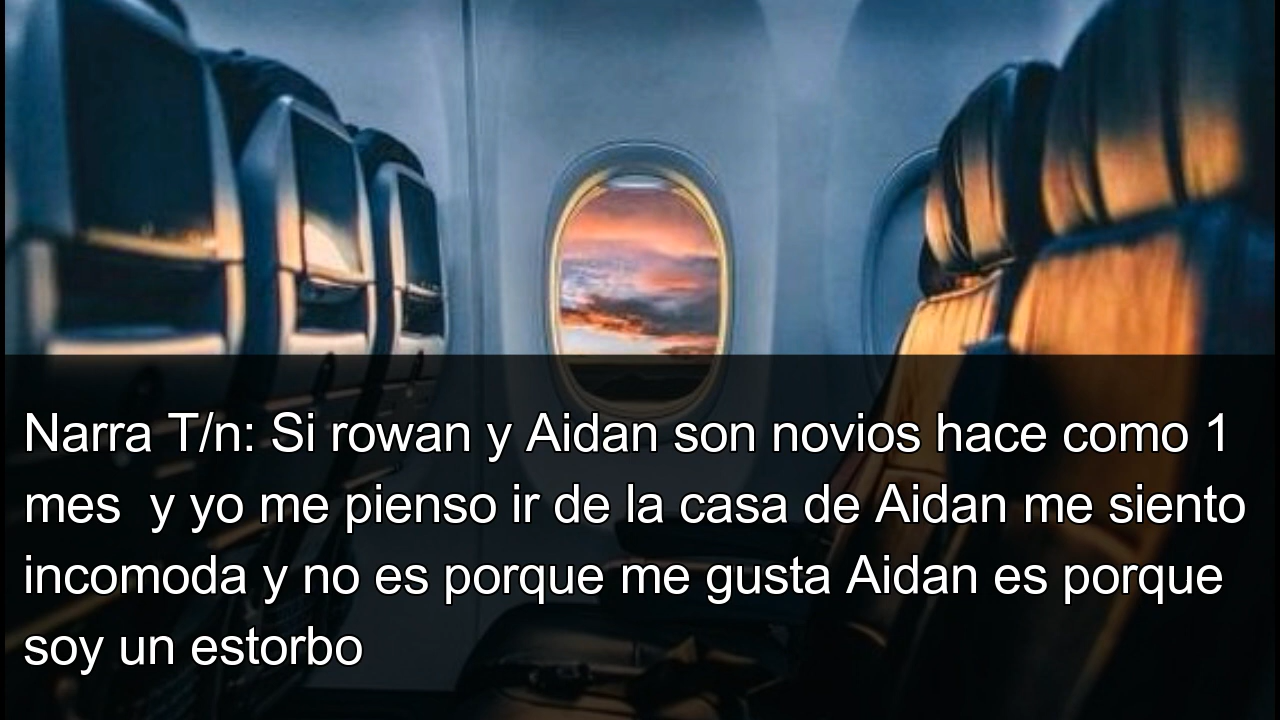 Narra T/n: Si rowan y Aidan son novios hace como 1
mes  y yo me pienso ir de la casa de Aidan me siento
incomoda y no es porque me gusta Aidan es porque
soy un estorbo